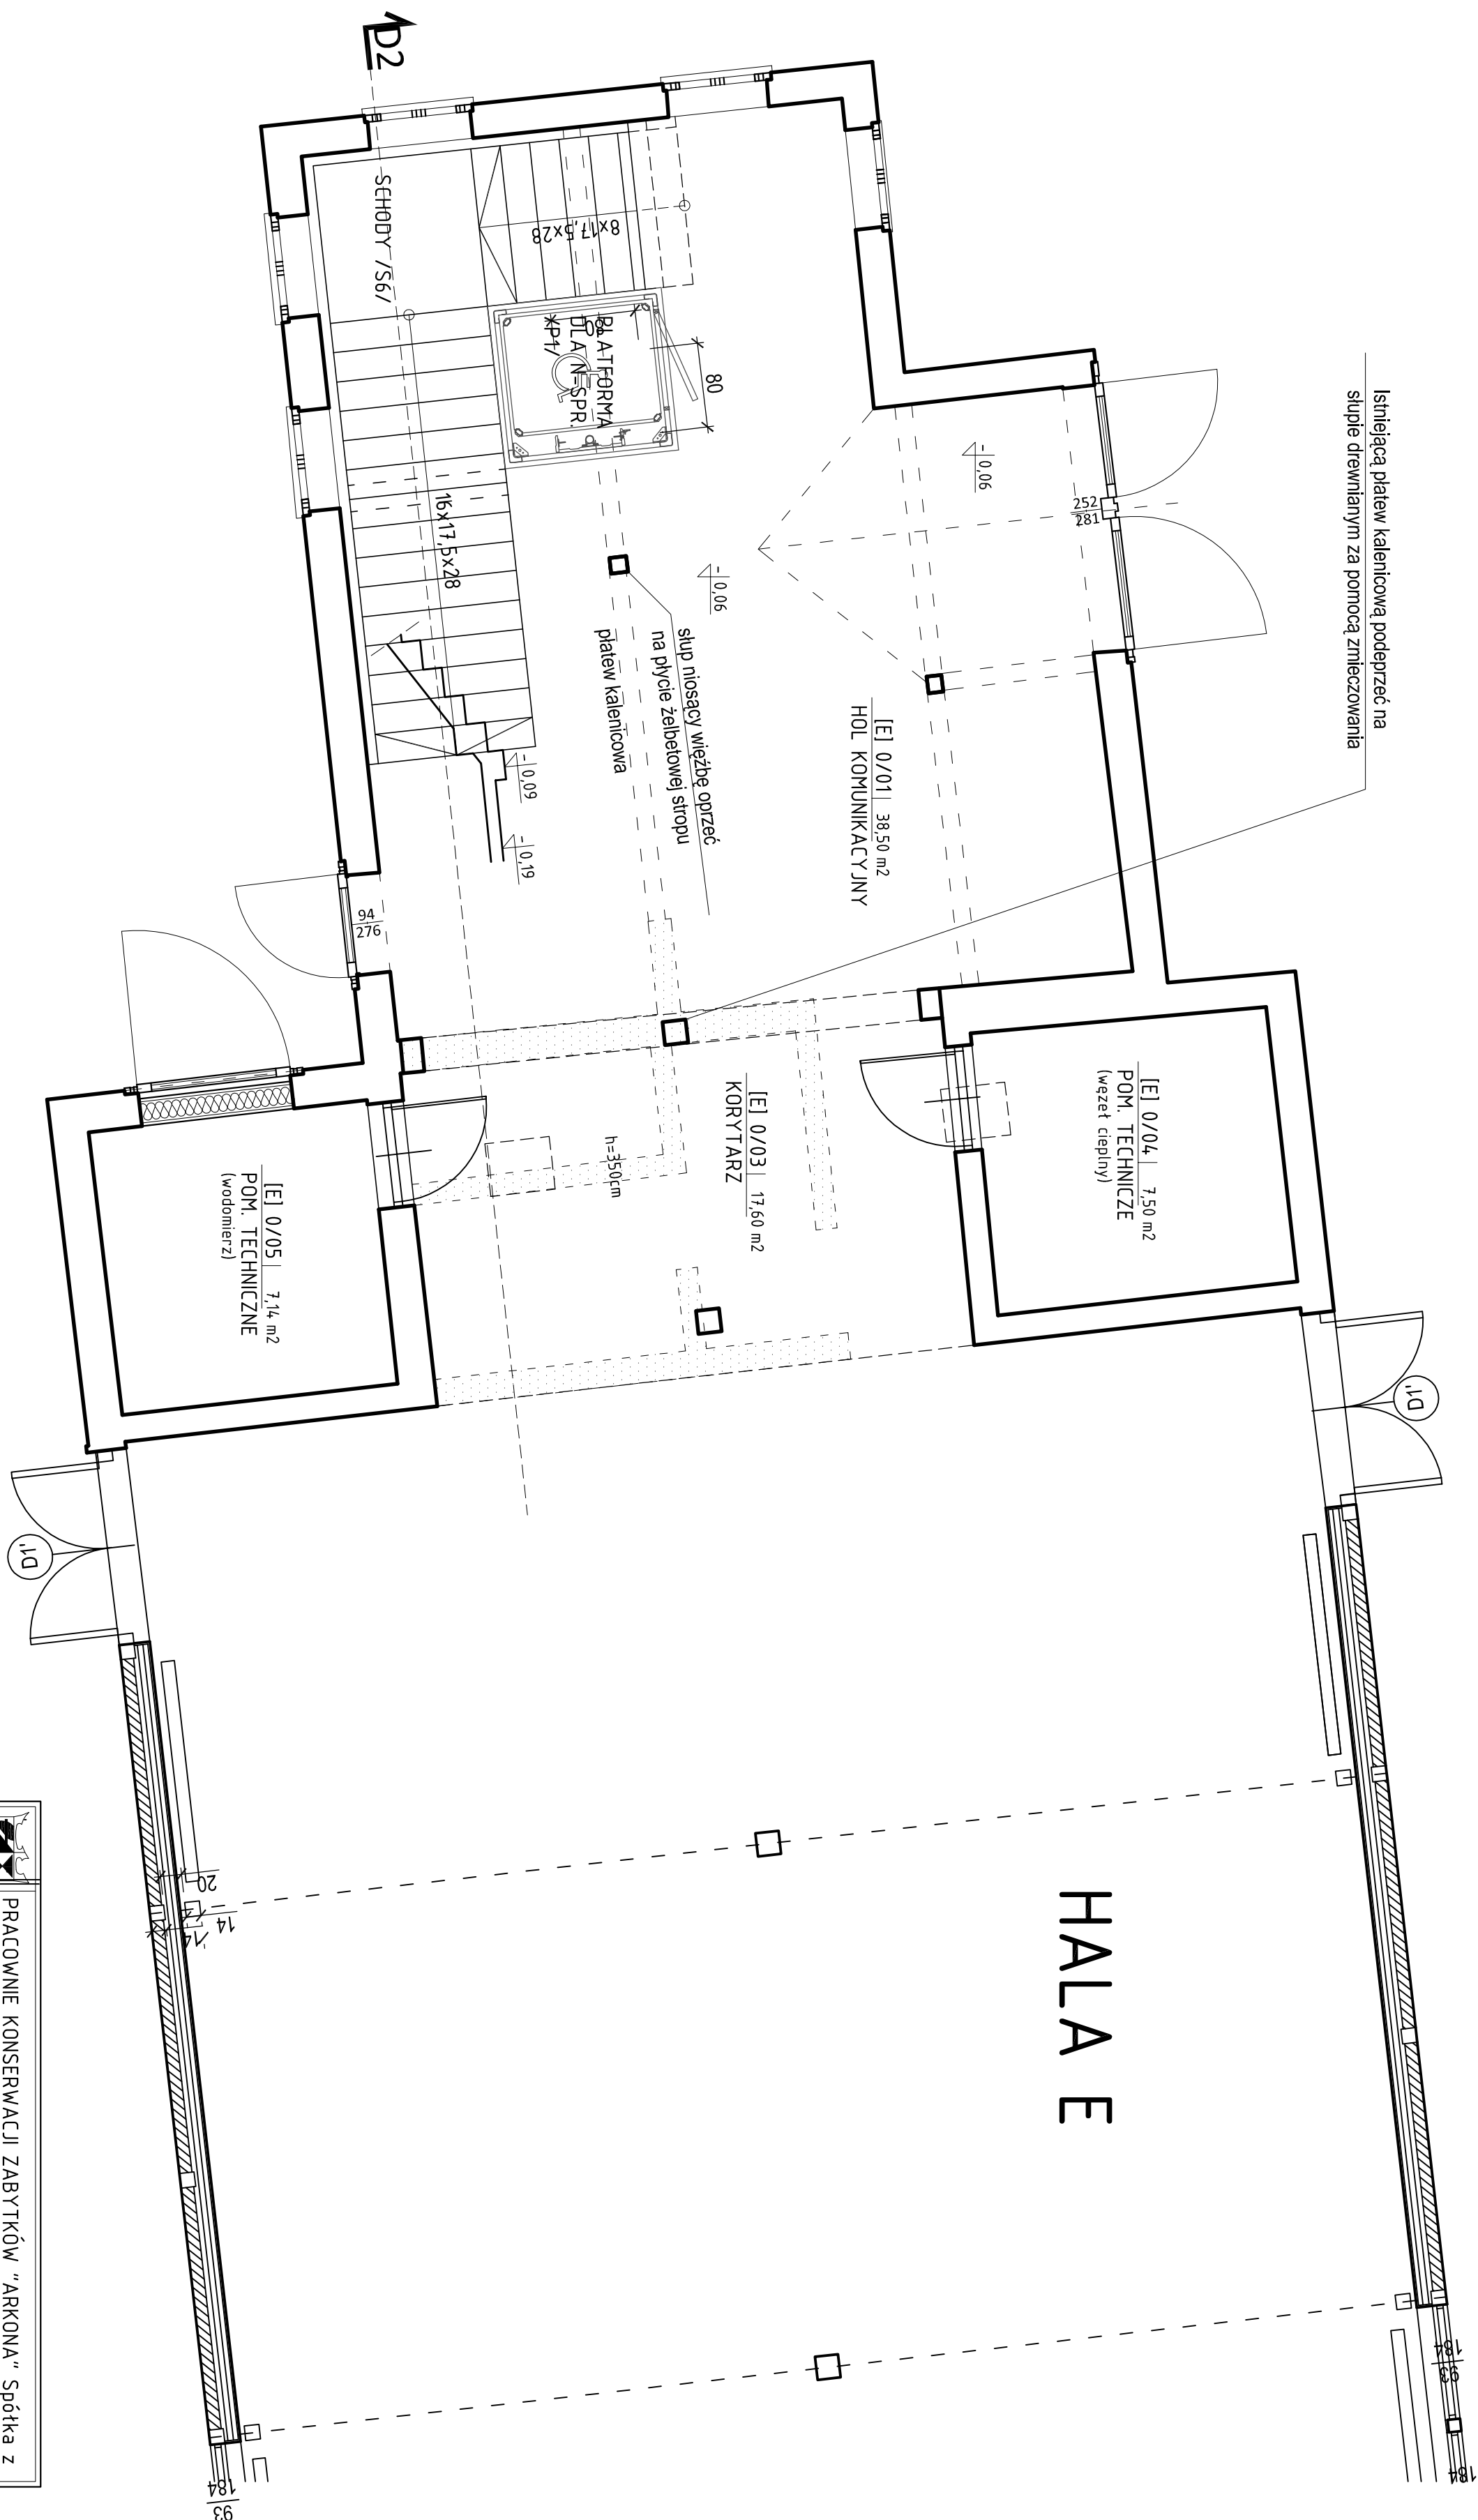 D2
Istniejącą płatew kalenicową podeprzeć na
słupie drewnianym za pomocą zmieczowania
SCHODY /S6/
8x17,5x28
16x17,5x28
PLATFORMA
DLA N-SPR.
/P1/
80
80
- 0,06
- 0,06
252
281
słup niosący więźbę oprzeć
na płycie żelbetowej stropu
płatew kalenicowa
- 0,09
- 0,19
[E] 0/01 38,50 m2
HOL KOMUNIKACYJNY
94
276
[E] 0/03 17,60 m2
KORYTARZ
h=350cm
[E] 0/04 7,50 m2
POM. TECHNICZE
(węzeł cieplny)
[E] 0/05 7,14 m2
POM. TECHNICZNE
(wodomierz)
D1'
D1'
HALA E
20
14
14
93
184
93
184
184
PRACOWNIE KONSERWACJI ZABYTKÓW "ARKONA" Spółka z